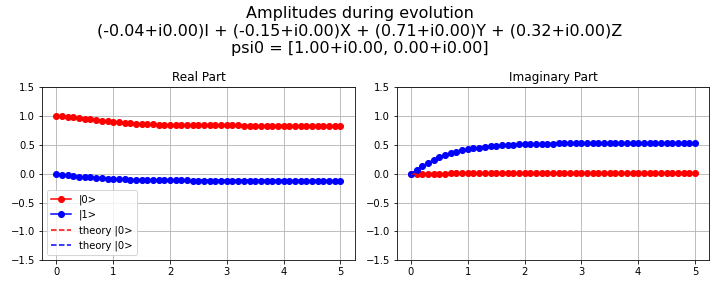 Amplitudes during evolution
(-0.04+i0.00)I + (-0.15+i0.00)X + (0.71+i0.00)Y + (0.32+i0.00)Z
psi0 = [1.00+i0.00, 0.00+i0.00]
Real Part
1.5
1.0
0.5
0.0
−0.5
−1.0
−1.5
|0>
|1>
theory |0>
theory |0>
0 1 2 3 4 5
Imaginary Part
1.5
1.0
0.5
0.0
−0.5
−1.0
−1.5
0 1 2 3 4 5